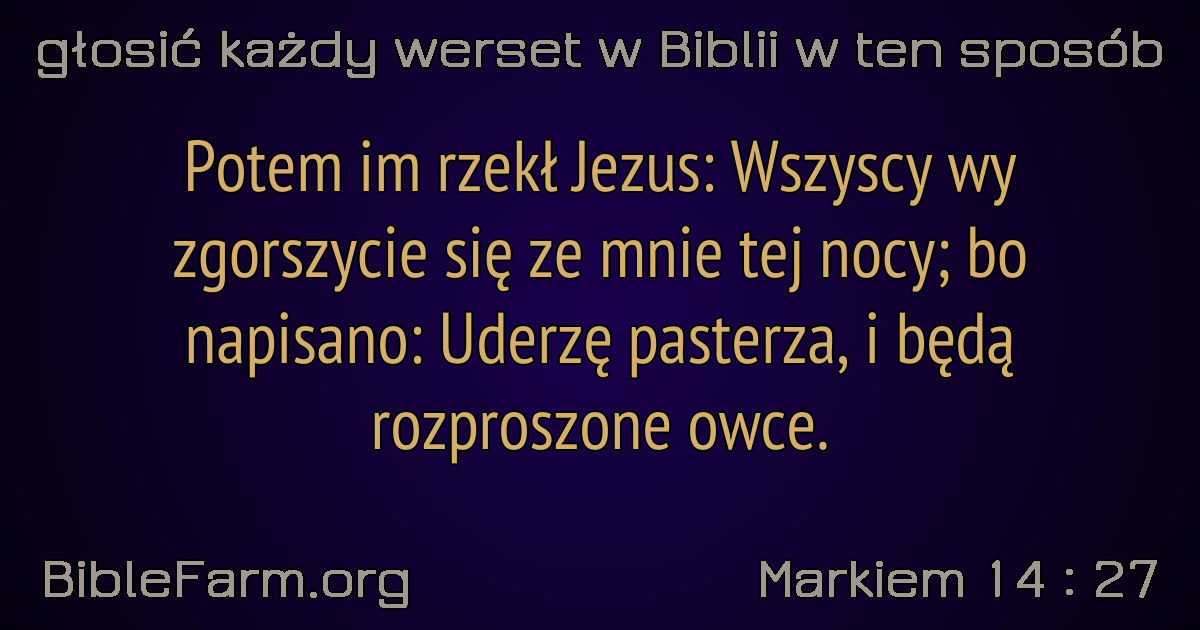 głosić każdy werset w Biblii w ten sposób
Potem im rzekł Jezus: Wszyscy wy
zgorszycie się ze mnie tej nocy; bo
napisano: Uderzę pasterza, i będą
rozproszone owce.
BibleFarm.org
Markiem 14 : 27